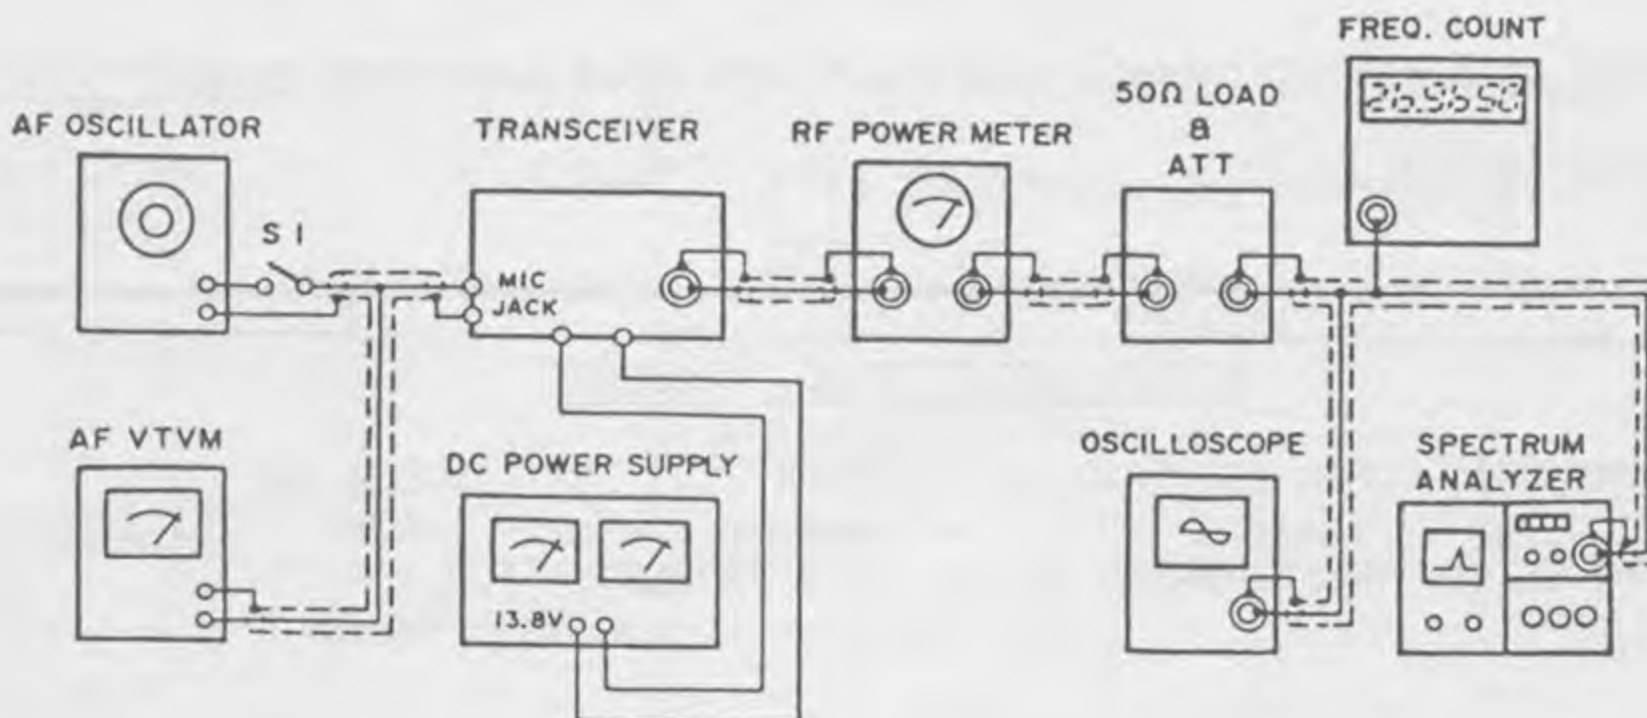 FREQ. COUNT
26.9650
50Ω LOAD
&
ATT
AF OSCILLATOR
TRANSCEIVER
RF POWER METER
S 1
MIC
JACK
AF VTVM
DC POWER SUPPLY
OSCILLOSCOPE
SPECTRUM
ANALYZER
13.8V